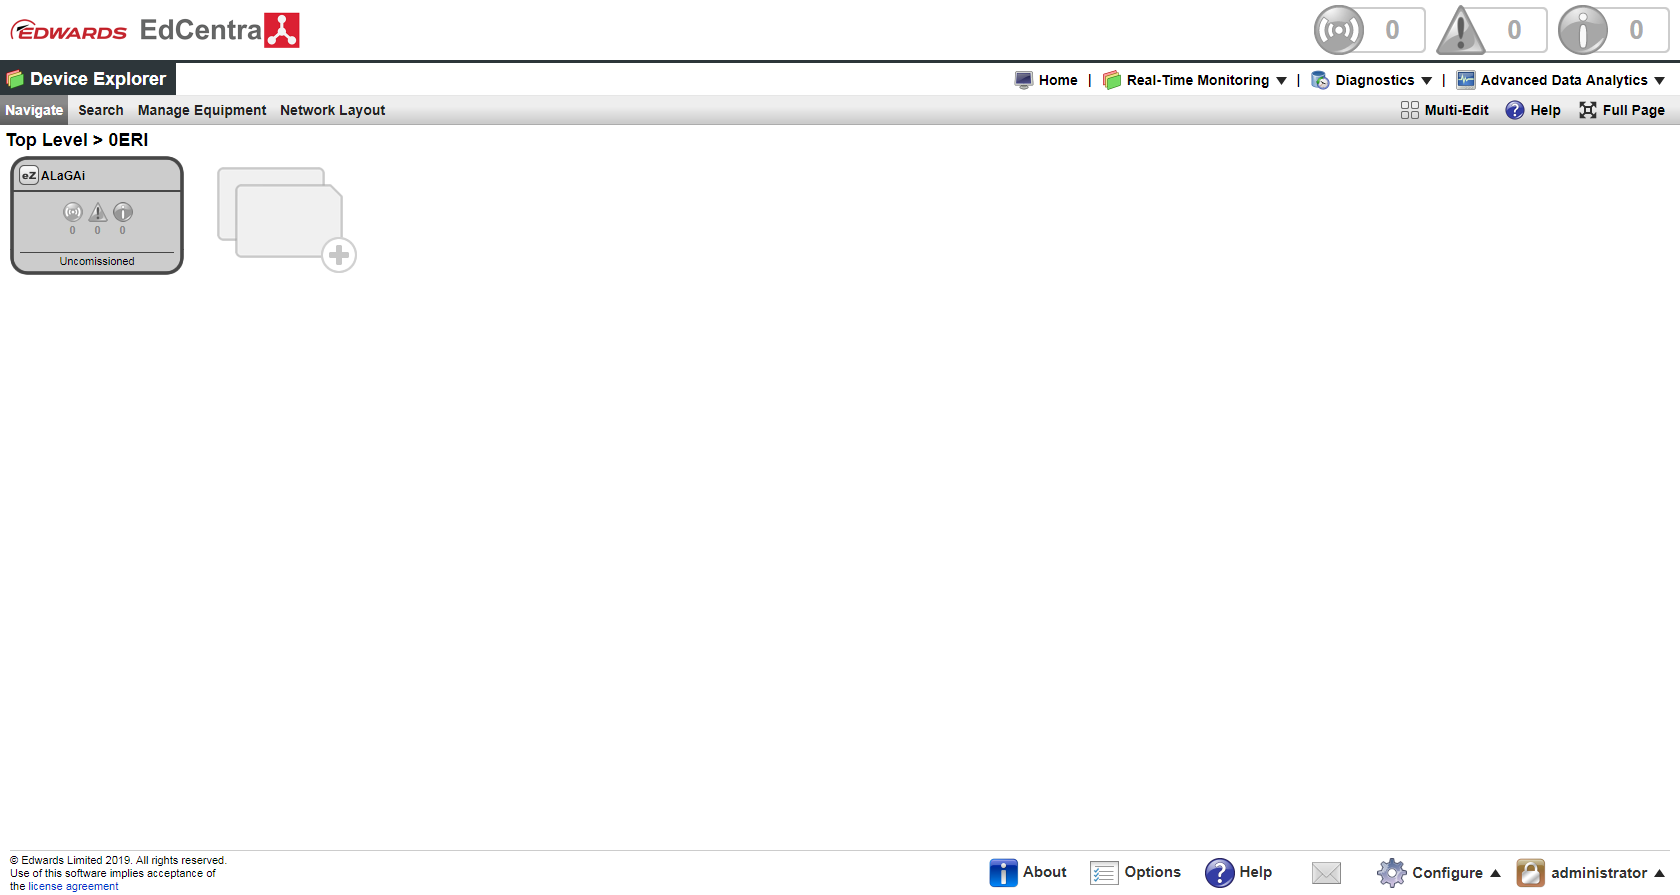 EDWARDS EdCentra
0 0 0
Device Explorer
Home | Real-Time Monitoring ▼ | Diagnostics ▼ | Advanced Data Analytics ▼
Navigate Search Manage Equipment Network Layout
Multi-Edit ? Help Full Page
Top Level > 0ERI
eZ ALaGAi
0 0 0
Uncomissioned
© Edwards Limited 2019. All rights reserved.
Use of this software implies acceptance of
the license agreement
i About Options ? Help Configure ▲ administrator ▲